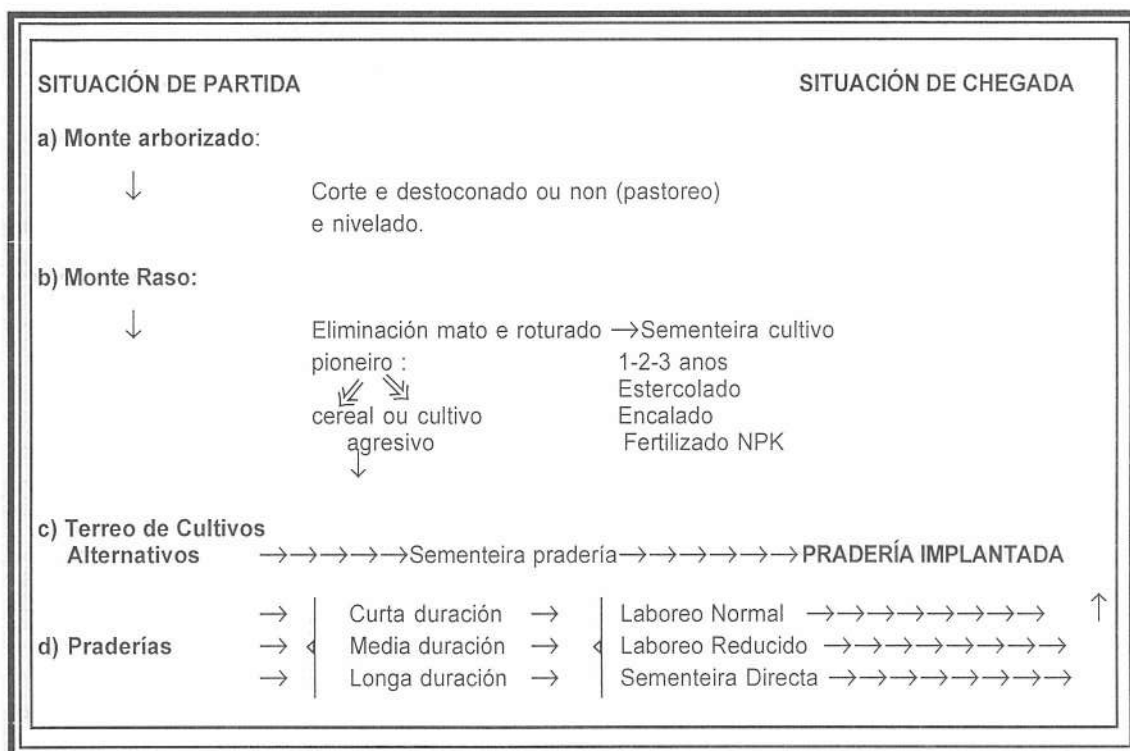 SITUACIÓN DE PARTIDA SITUACIÓN DE CHEGADA
a) Monte arborizado:
↓ Corte e destoconado ou non (pastoreo)
e nivelado.
b) Monte Raso:
↓ Eliminación mato e roturado →Sementeira cultivo
pioneiro : 1-2-3 anos
Estercolado
cereal ou cultivo Encalado
agresivo Fertilizado NPK
↓
c) Terreo de Cultivos
Alternativos →→→→→Sementeira pradería→→→→→→PRADERÍA IMPLANTADA
→ Curta duración → Laboreo Normal →→→→→→→→ ↑
d) Praderías → Media duración → Laboreo Reducido →→→→→→→→
→ Longa duración → Sementeira Directa →→→→→→→→